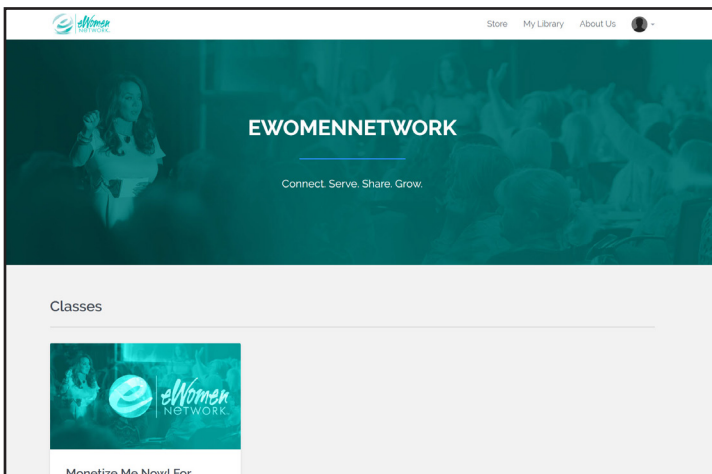 eWomen
NETWORK.
Store My Library About Us
EWOMENNETWORK
Connect. Serve. Share. Grow.
Classes
eWomen
NETWORK.
Monetize Me Now! For